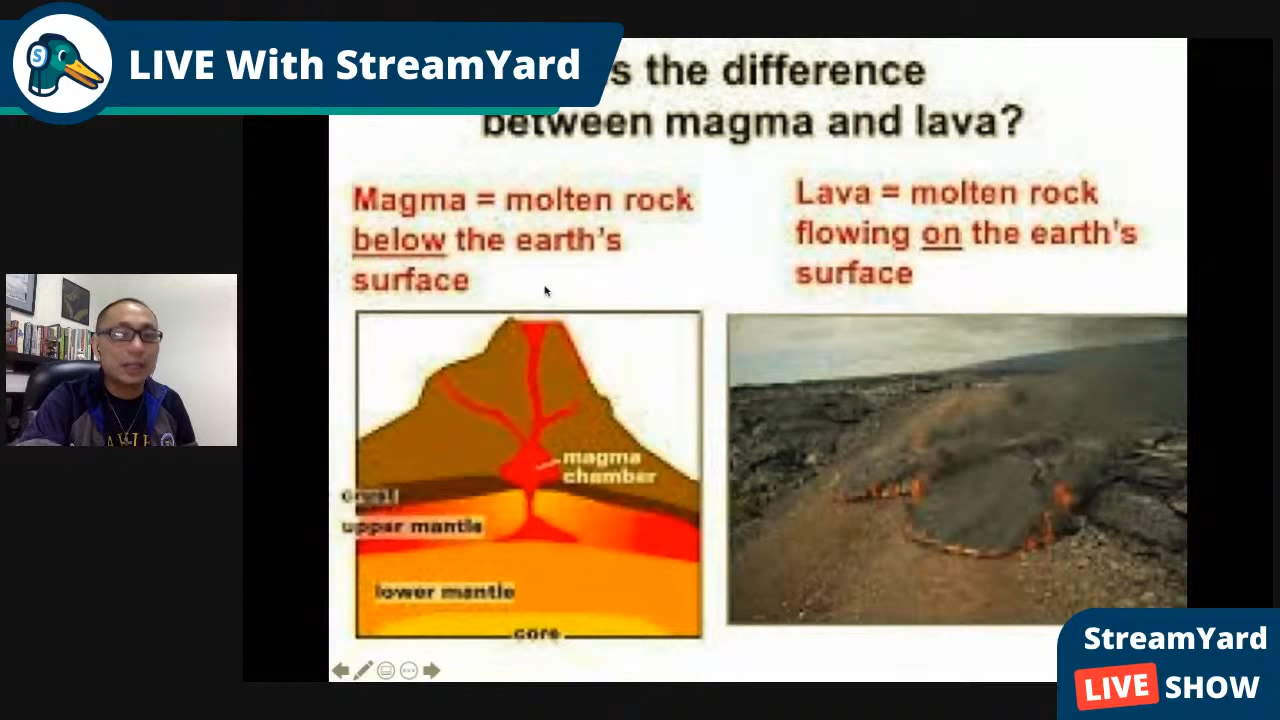 S
LIVE With StreamYard
s the difference
between magma and lava?
Magma = molten rock
below the earth's
surface
Lava = molten rock
flowing on the earth's
surface
magma
chamber
crust
upper mantle
lower mantle
core
StreamYard
LIVE SHOW